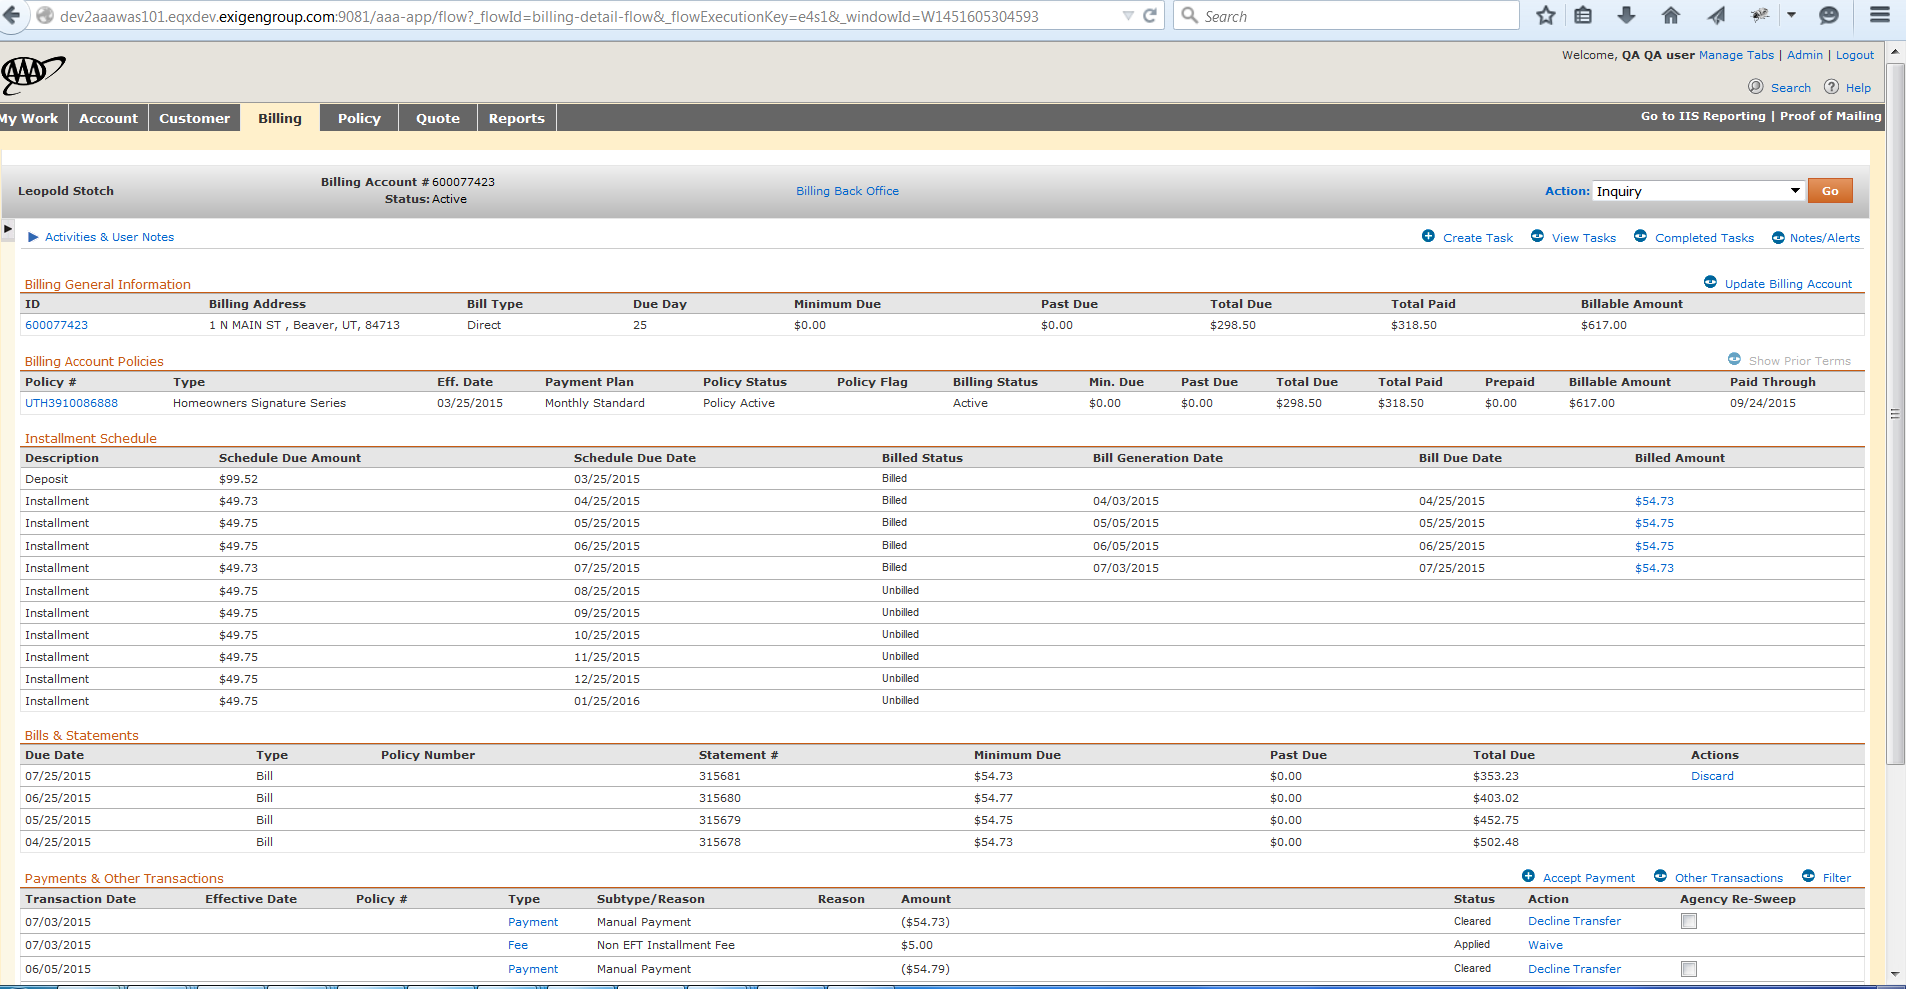 dev2aaawas101.eqxdev.exigengroup.com:9081/aaa-app/flow?_flowId=billing-detail-flow&_flowExecutionKey=e4s1&_windowId=W1451605304593 Search
AAA Welcome, QA QA user Manage Tabs | Admin | Logout
Search Help
My Work Account Customer Billing Policy Quote Reports Go to IIS Reporting | Proof of Mailing
Leopold Stotch Billing Account # 600077423 Billing Back Office Action: Inquiry Go
Status: Active
Activities & User Notes Create Task View Tasks Completed Tasks Notes/Alerts
Billing General Information Update Billing Account
ID Billing Address Bill Type Due Day Minimum Due Past Due Total Due Total Paid Billable Amount
600077423 1 N MAIN ST , Beaver, UT, 84713 Direct 25 $0.00 $0.00 $298.50 $318.50 $617.00
Billing Account Policies Show Prior Terms
Policy # Type Eff. Date Payment Plan Policy Status Policy Flag Billing Status Min. Due Past Due Total Due Total Paid Prepaid Billable Amount Paid Through
UTH3910086888 Homeowners Signature Series 03/25/2015 Monthly Standard Policy Active Active $0.00 $0.00 $298.50 $318.50 $0.00 $617.00 09/24/2015
Installment Schedule
Description Schedule Due Amount Schedule Due Date Billed Status Bill Generation Date Bill Due Date Billed Amount
Deposit $99.52 03/25/2015 Billed
Installment $49.73 04/25/2015 Billed 04/03/2015 04/25/2015 $54.73
Installment $49.75 05/25/2015 Billed 05/05/2015 05/25/2015 $54.75
Installment $49.75 06/25/2015 Billed 06/05/2015 06/25/2015 $54.75
Installment $49.73 07/25/2015 Billed 07/03/2015 07/25/2015 $54.73
Installment $49.75 08/25/2015 Unbilled
Installment $49.75 09/25/2015 Unbilled
Installment $49.75 10/25/2015 Unbilled
Installment $49.75 11/25/2015 Unbilled
Installment $49.75 12/25/2015 Unbilled
Installment $49.75 01/25/2016 Unbilled
Bills & Statements
Due Date Type Policy Number Statement # Minimum Due Past Due Total Due Actions
07/25/2015 Bill 315681 $54.73 $0.00 $353.23 Discard
06/25/2015 Bill 315680 $54.77 $0.00 $403.02
05/25/2015 Bill 315679 $54.75 $0.00 $452.75
04/25/2015 Bill 315678 $54.73 $0.00 $502.48
Payments & Other Transactions Accept Payment Other Transactions Filter
Transaction Date Effective Date Policy # Type Subtype/Reason Reason Amount Status Action Agency Re-Sweep
07/03/2015 Payment Manual Payment ($54.73) Cleared Decline Transfer
07/03/2015 Fee Non EFT Installment Fee $5.00 Applied Waive
06/05/2015 Payment Manual Payment ($54.79) Cleared Decline Transfer